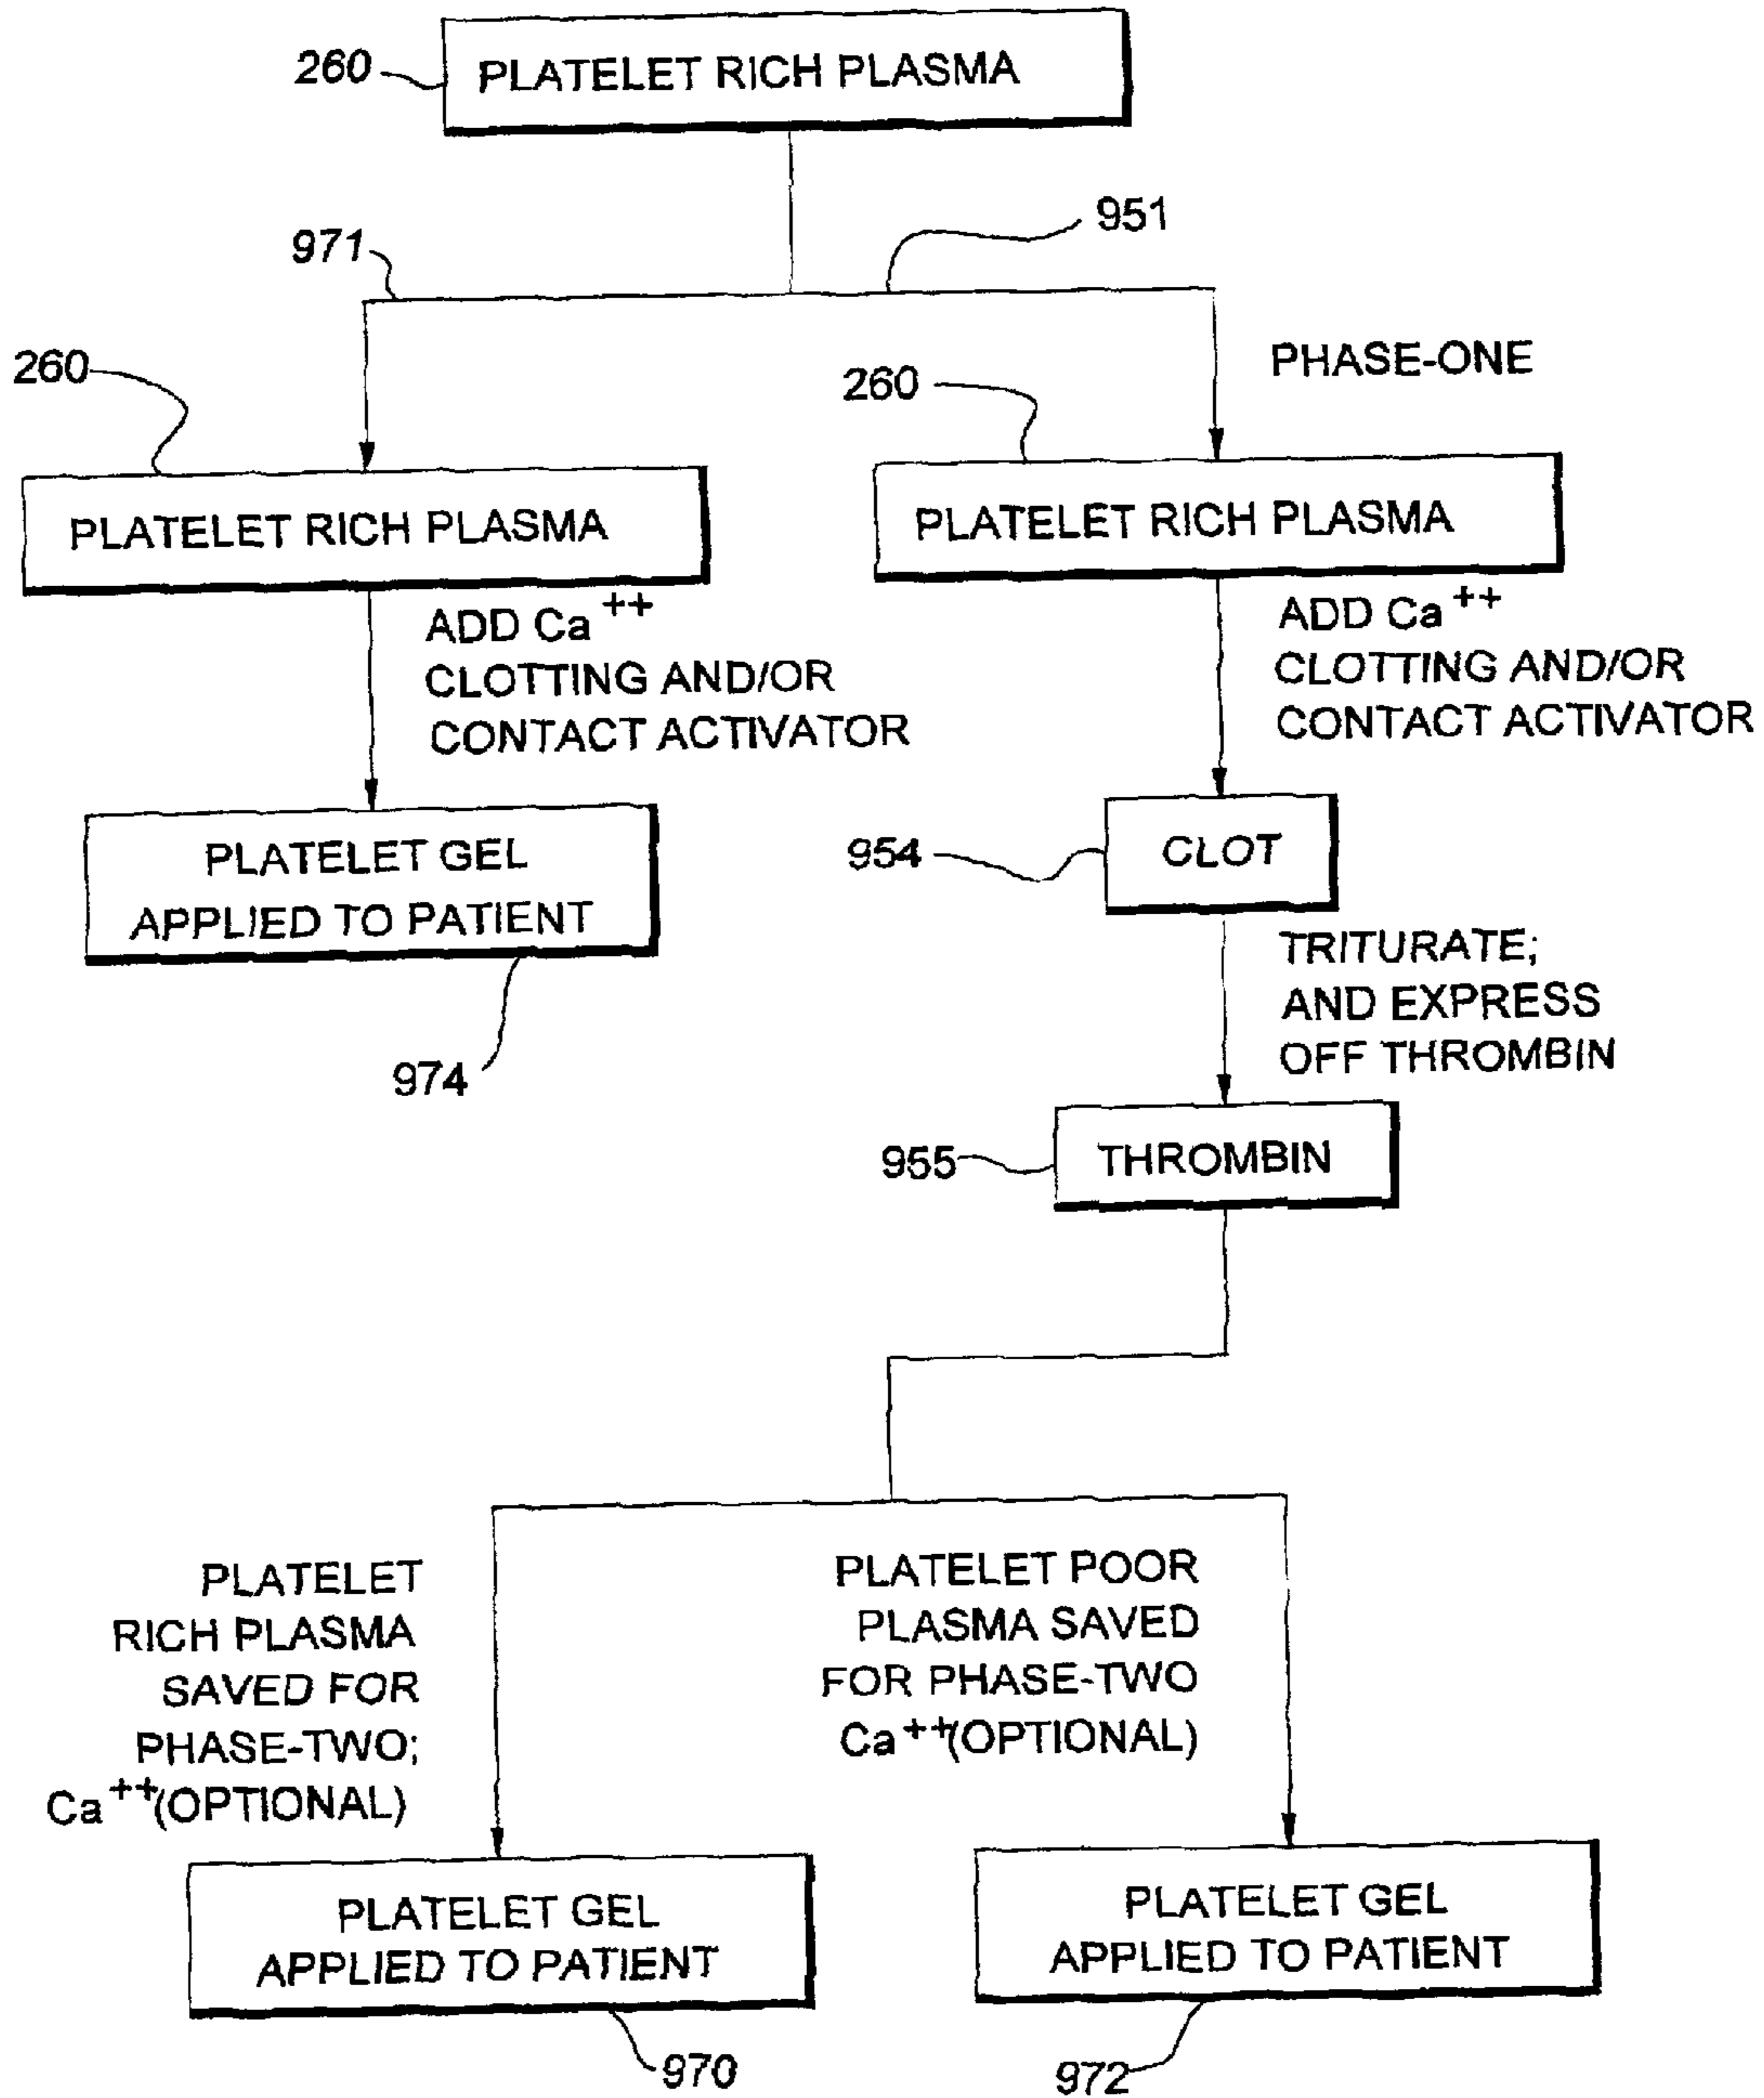 260
PLATELET RICH PLASMA
971
951
260
260
PHASE-ONE
PLATELET RICH PLASMA
PLATELET RICH PLASMA
ADD Ca ++
CLOTTING AND/OR
CONTACT ACTIVATOR
ADD Ca ++
CLOTTING AND/OR
CONTACT ACTIVATOR
PLATELET GEL
APPLIED TO PATIENT
974
954
CLOT
TRITURATE;
AND EXPRESS
OFF THROMBIN
955
THROMBIN
PLATELET
RICH PLASMA
SAVED FOR
PHASE-TWO;
Ca ++(OPTIONAL)
PLATELET POOR
PLASMA SAVED
FOR PHASE-TWO
Ca ++(OPTIONAL)
PLATELET GEL
APPLIED TO PATIENT
970
PLATELET GEL
APPLIED TO PATIENT
972